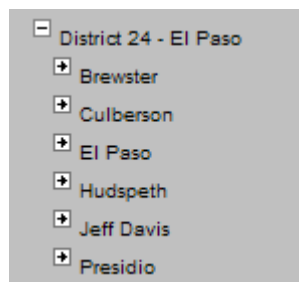 District 24 - El Paso
Brewster
Culberson
El Paso
Hudspeth
Jeff Davis
Presidio